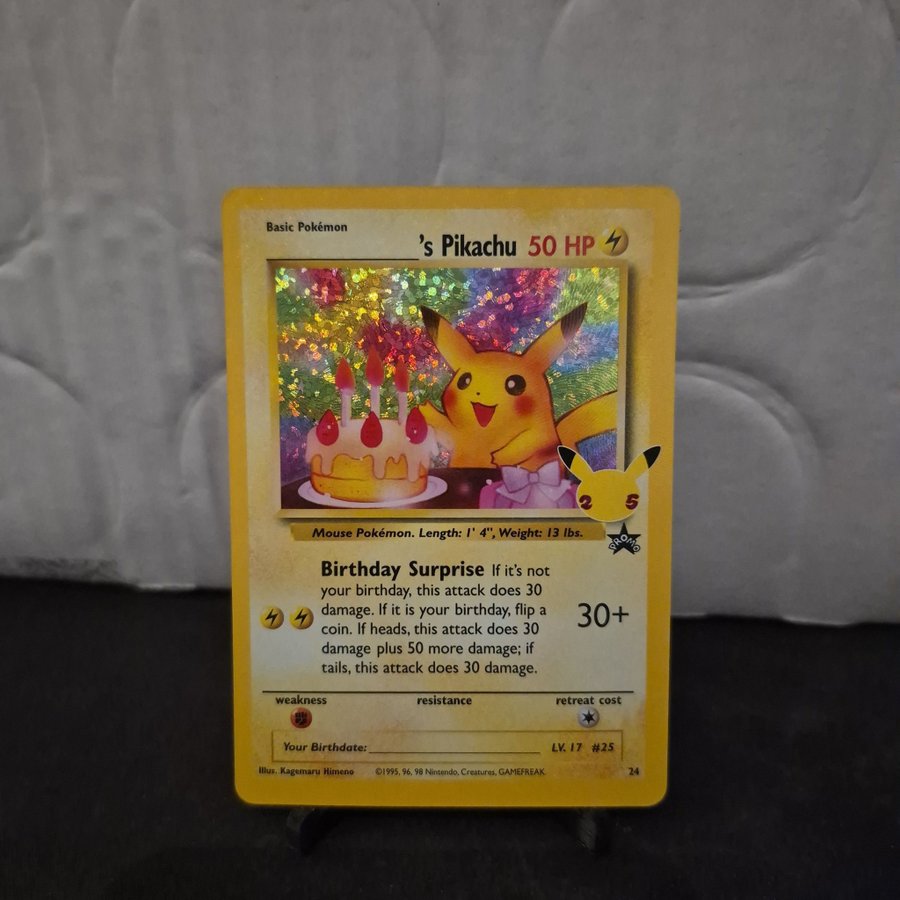 Basic Pokémon
____________'s Pikachu 50 HP
25
Mouse Pokémon. Length: 1' 4", Weight: 13 lbs.
PROMO
Birthday Surprise If it's not
your birthday, this attack does 30
damage. If it is your birthday, flip a
coin. If heads, this attack does 30
damage plus 50 more damage; if
tails, this attack does 30 damage.
30+
weakness resistance retreat cost
Your Birthdate: ____________________ LV. 17 #25
Illus. Kagemaru Himeno ©1995, 96, 98 Nintendo, Creatures, GAMEFREAK. 24